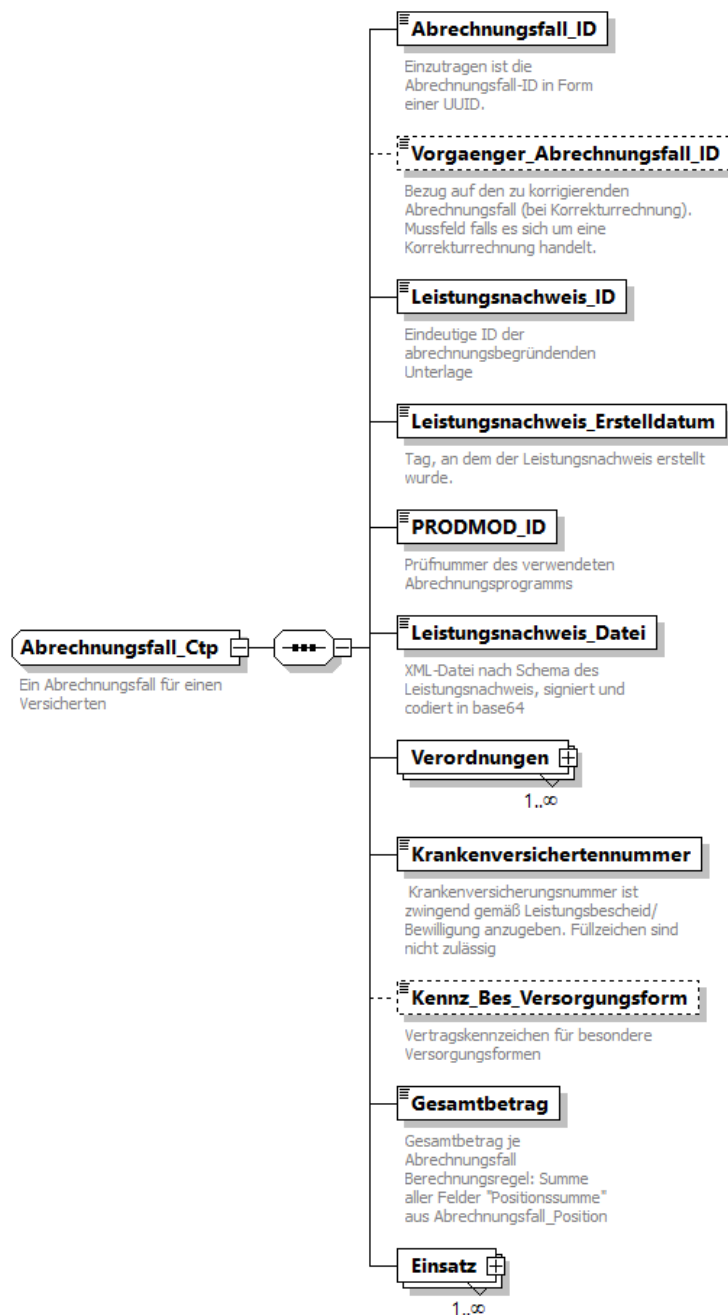 Abrechnungsfall_ID
Einzutragen ist die
Abrechnungsfall-ID in Form
einer UUID.
Vorgaenger_Abrechnungsfall_ID
Bezug auf den zu korrigierenden
Abrechnungsfall (bei Korrekturrechnung).
Mussfeld falls es sich um eine
Korrekturrechnung handelt.
Leistungsnachweis_ID
Eindeutige ID der
abrechnungsbegründenden
Unterlage
Leistungsnachweis_Erstelldatum
Tag, an dem der Leistungsnachweis erstellt
wurde.
PRODMOD_ID
Prüfnummer des verwendeten
Abrechnungsprogramms
Abrechnungsfall_Ctp
Ein Abrechnungsfall für einen
Versicherten
Leistungsnachweis_Datei
XML-Datei nach Schema des
Leistungsnachweis, signiert und
codiert in base64
Verordnungen
1..∞
Krankenversichertennummer
Krankenversicherungsnummer ist
zwingend gemäß Leistungsbescheid/
Bewilligung anzugeben. Füllzeichen sind
nicht zulässig
Kennz_Bes_Versorgungsform
Vertragskennzeichen für besondere
Versorgungsformen
Gesamtbetrag
Gesamtbetrag je
Abrechnungsfall
Berechnungsregel: Summe
aller Felder "Positionssumme"
aus Abrechnungsfall_Position
Einsatz
1..∞